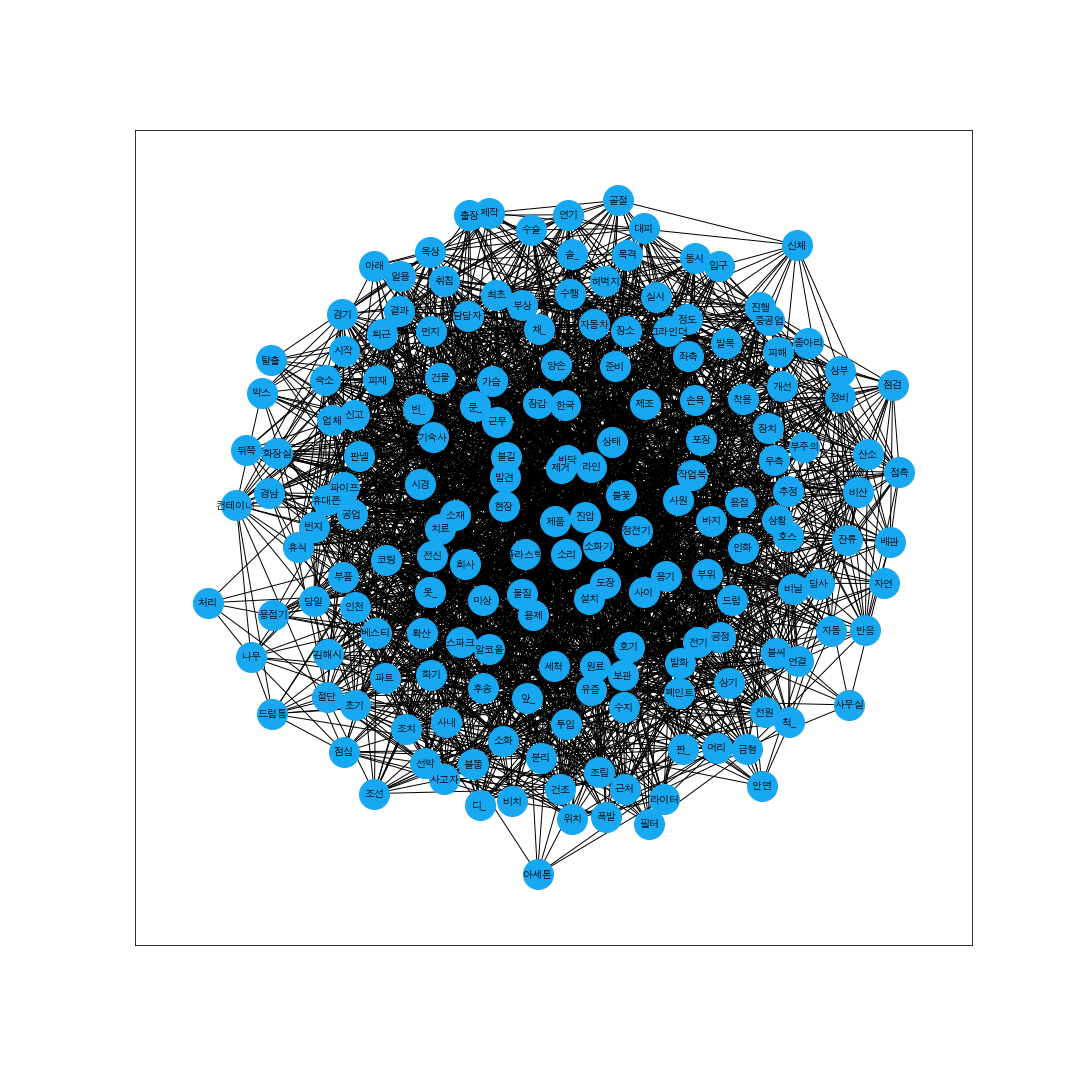 골절
출장
제작
연기
수술
대피
신체
옥상
솔_
목격
동시
입구
아래
일용
취침
허벅지
최초
수행
실시
부상
진행
결과
경기
담당자
정도
중공업
자동차
채_
장소
그라인더
먼지
퇴근
발목
좀아리
시작
피해
좌측
탈출
양손
준비
상부
건물
숙소
피재
가슴
점검
개선
박스
정비
착용
손목
장갑
한국
제조
문_
빈_
신고
업체
근무
장치
기숙사
포장
상태
부주의
뒤쪽
화장실
산소
판넬
불길
바닥
우측
라인
제거
접촉
작업복
발견
시경
파이프
추정
비산
경남
불꽃
휴대폰
사원
용접
컨테이너
현장
공업
소재
진안
제품
바지
상황
번지
치료
정전기
호스
잔류
배관
휴식
소화기
인화
전신
플라스틱
소리
코팅
회사
부위
용기
부품
도장
당사
자연
비닐
옷_
사이
물질
미상
설치
드럼
당일
처리
인천
용접기
용제
자동
반응
베스티
확산
공정
스파크
전기
호기
알코올
불씨
김해시
나무
연결
발화
세척
원료
화기
보관
파트
상기
후송
유증
페인트
절단
앞_
초기
사무실
수지
드럼통
전원
사내
척_
투입
조치
소화
판_
머리
금형
점심
분리
선박
불똥
조립
사고자
안면
건조
근처
조선
라이터
비치
디_
폭발
위치
필터
아세톤